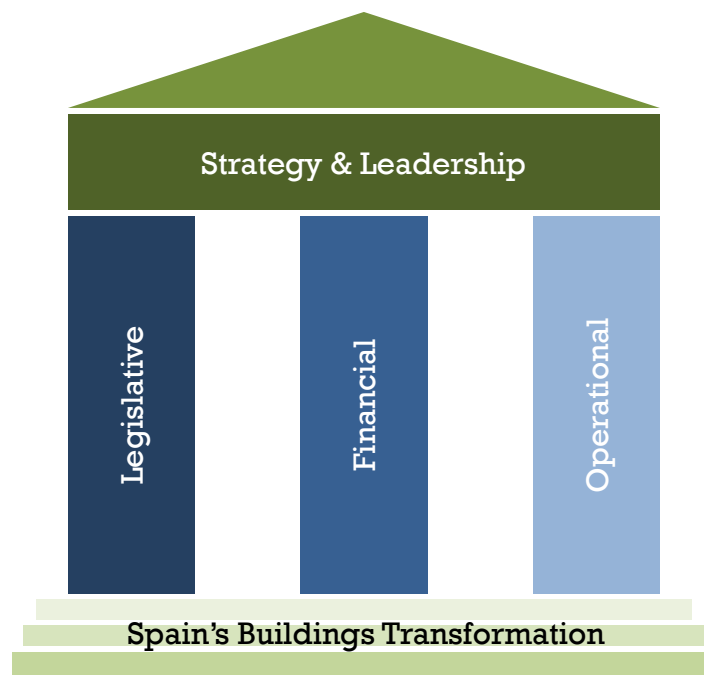 Strategy & Leadership
Legislative
Financial
Operational
Spain’s Buildings Transformation